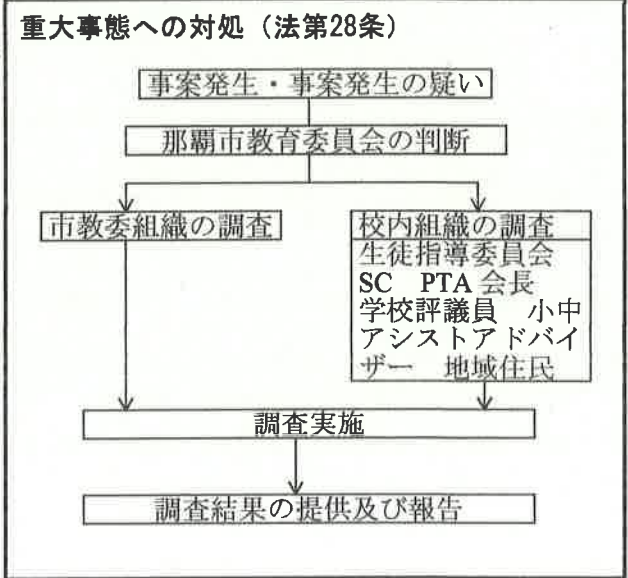 重大事態への対処（法第28条）
事案発生・事案発生の疑い
那覇市教育委員会の判断
市教委組織の調査
校内組織の調査
生徒指導委員会
SC　PTA 会長
学校評議員　小中
アシストアドバイ
ザー　地域住民
調査実施
調査結果の提供及び報告